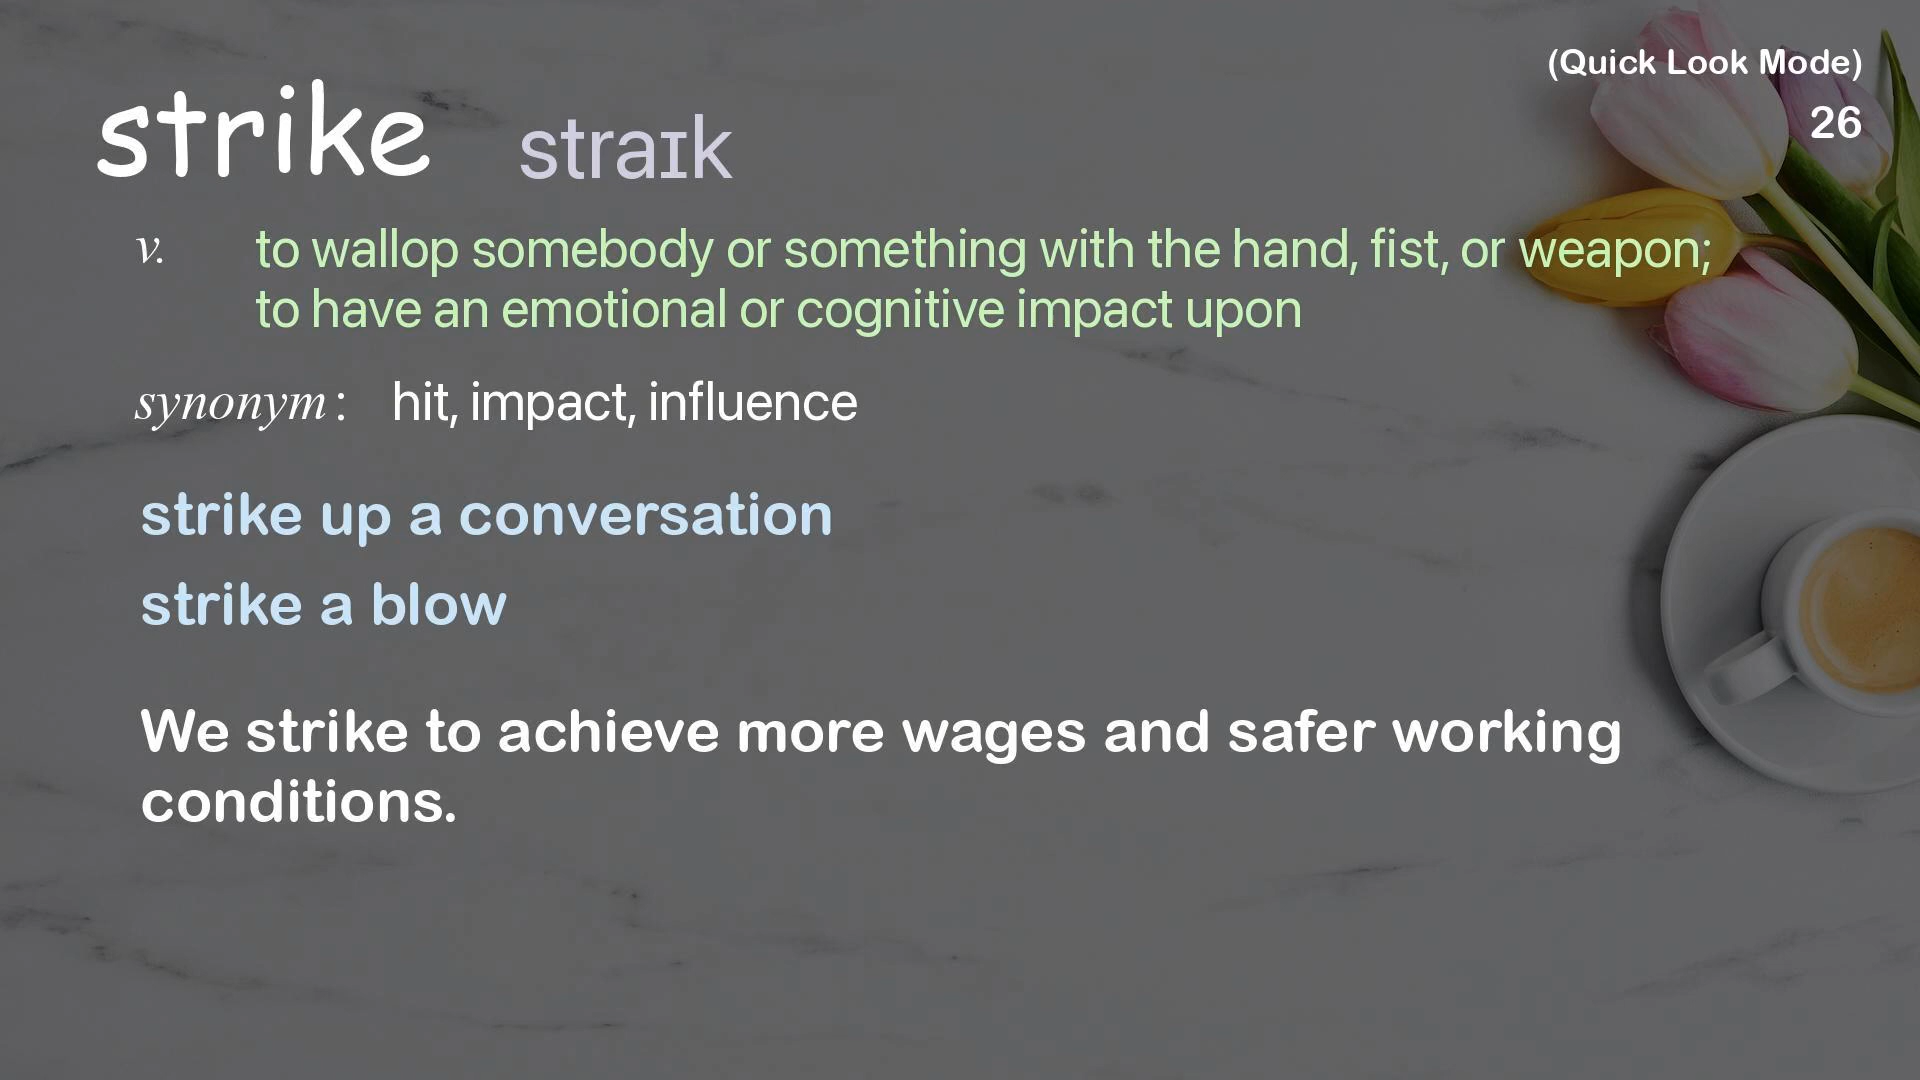 (Quick Look Mode)
26
strike straɪk
v. to wallop somebody or something with the hand, fist, or weapon;
to have an emotional or cognitive impact upon
synonym : hit, impact, influence
strike up a conversation
strike a blow
We strike to achieve more wages and safer working
conditions.